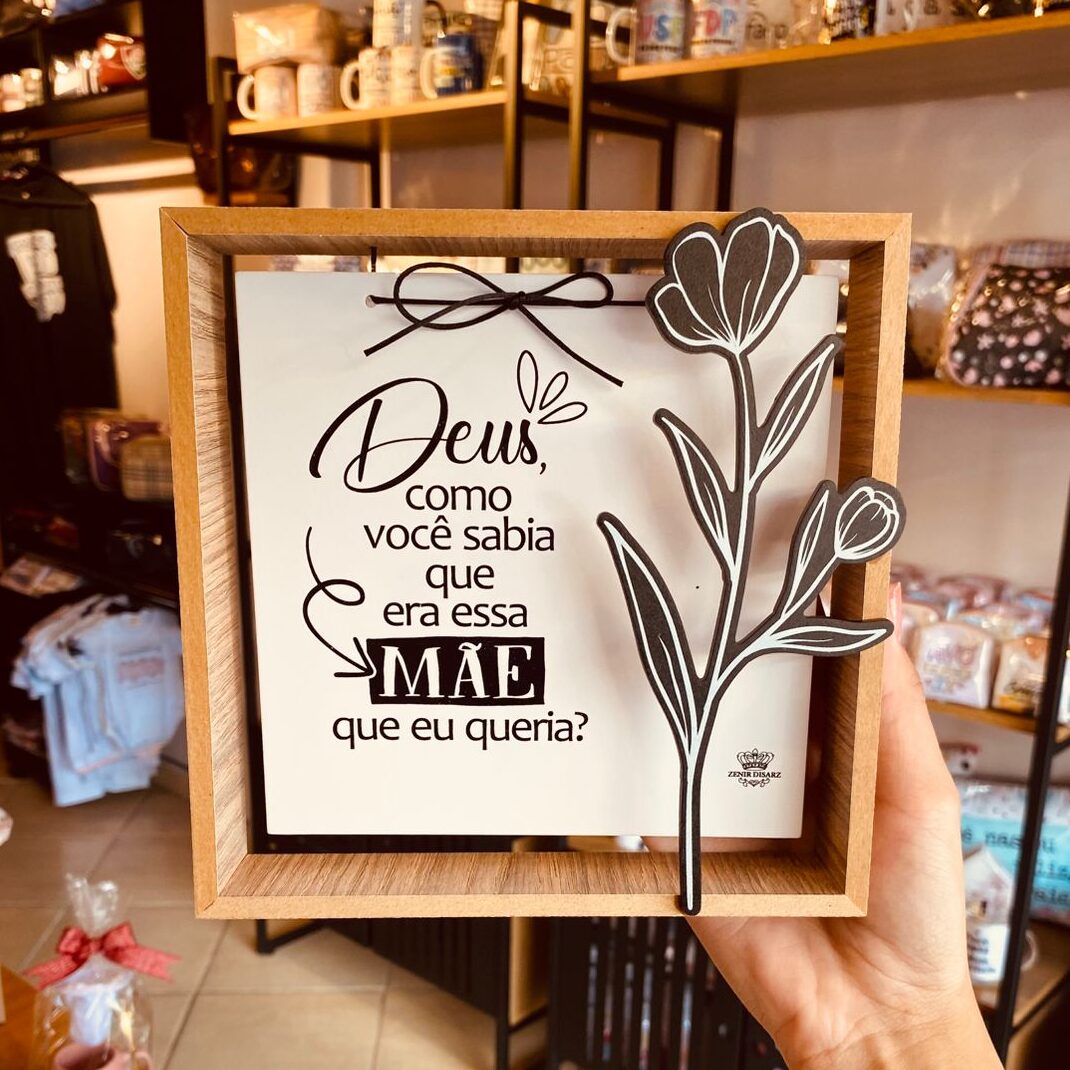 Deus,
como
você sabia
que
era essa
MÃE
que eu queria?
ZENIR DISARZ